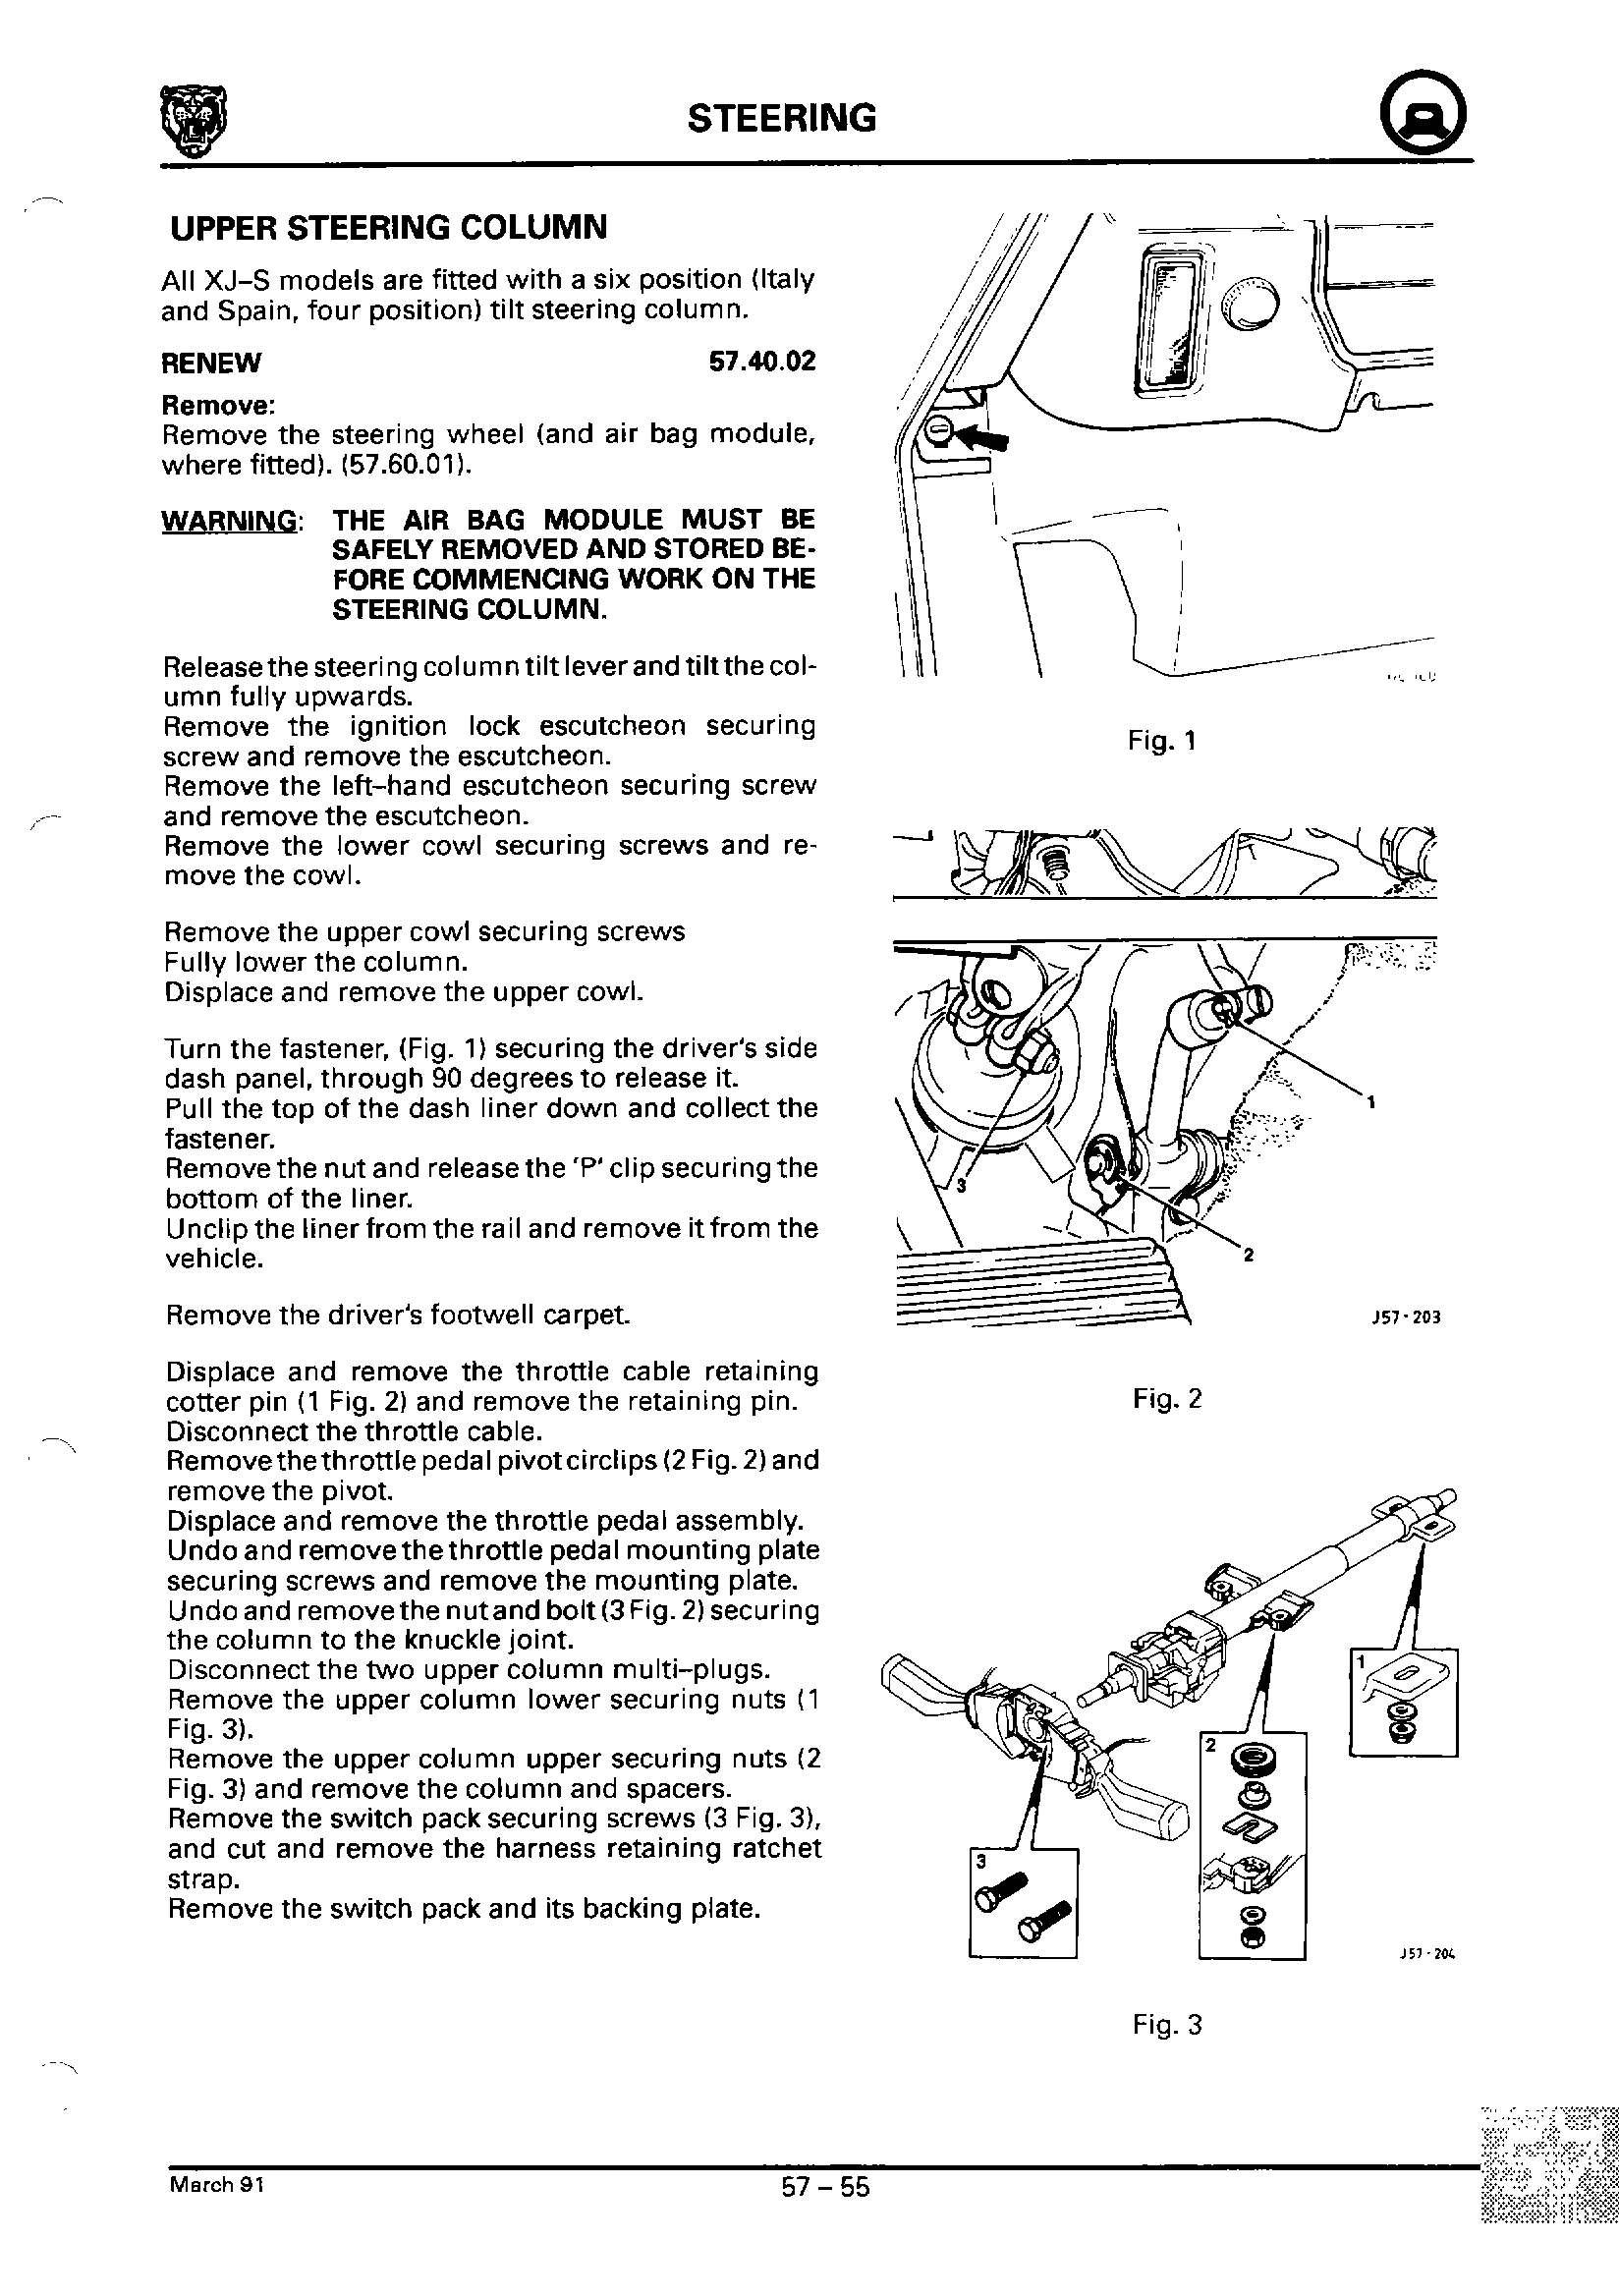 STEERING
UPPER STEERING COLUMN
All XJ–S models are fitted with a six position (Italy
and Spain, four position) tilt steering column.
RENEW 57.40.02
Remove:
Remove the steering wheel (and air bag module,
where fitted). (57.60.01).
WARNING: THE AIR BAG MODULE MUST BE
SAFELY REMOVED AND STORED BE-
FORE COMMENCING WORK ON THE
STEERING COLUMN.
Release the steering column tilt lever and tilt the col-
umn fully upwards.
Remove the ignition lock escutcheon securing
screw and remove the escutcheon.
Remove the left–hand escutcheon securing screw
and remove the escutcheon.
Remove the lower cowl securing screws and re-
move the cowl.
Remove the upper cowl securing screws
Fully lower the column.
Displace and remove the upper cowl.
Turn the fastener, (Fig. 1) securing the driver's side
dash panel, through 90 degrees to release it.
Pull the top of the dash liner down and collect the
fastener.
Remove the nut and release the 'P' clip securing the
bottom of the liner.
Unclip the liner from the rail and remove it from the
vehicle.
Remove the driver's footwell carpet.
Displace and remove the throttle cable retaining
cotter pin (1 Fig. 2) and remove the retaining pin.
Disconnect the throttle cable.
Remove the throttle pedal pivot circlips (2 Fig. 2) and
remove the pivot.
Displace and remove the throttle pedal assembly.
Undo and remove the throttle pedal mounting plate
securing screws and remove the mounting plate.
Undo and remove the nut and bolt (3 Fig. 2) securing
the column to the knuckle joint.
Disconnect the two upper column multi–plugs.
Remove the upper column lower securing nuts (1
Fig. 3).
Remove the upper column upper securing nuts (2
Fig. 3) and remove the column and spacers.
Remove the switch pack securing screws (3 Fig. 3),
and cut and remove the harness retaining ratchet
strap.
Remove the switch pack and its backing plate.
Fig. 1
1
3
2
J57-203
Fig. 2
1
2
3
J57-204
Fig. 3
March 91
57 – 55